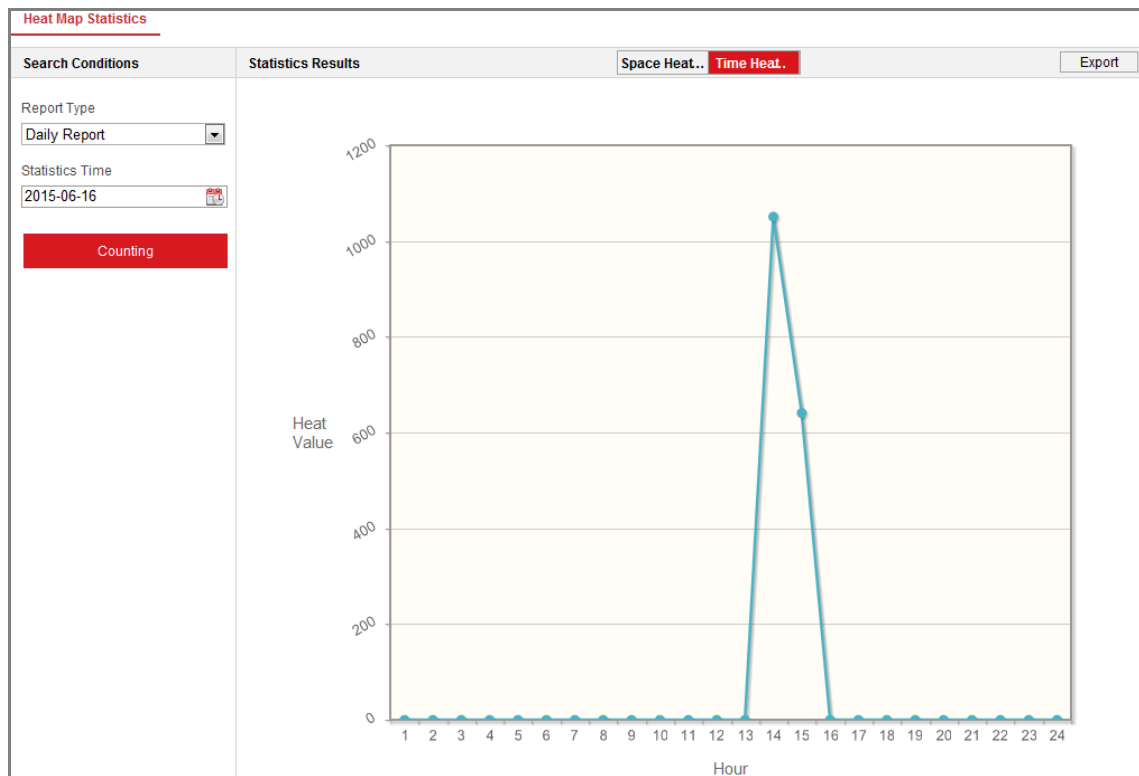 Heat Map Statistics
Search Conditions
Statistics Results
Space Heat...
Time Heat..
Export
Report Type
Daily Report
Statistics Time
2015-06-16
Counting
1200
1000
800
600
400
200
0
Heat
Value
1 2 3 4 5 6 7 8 9 10 11 12 13 14 15 16 17 18 19 20 21 22 23 24
Hour